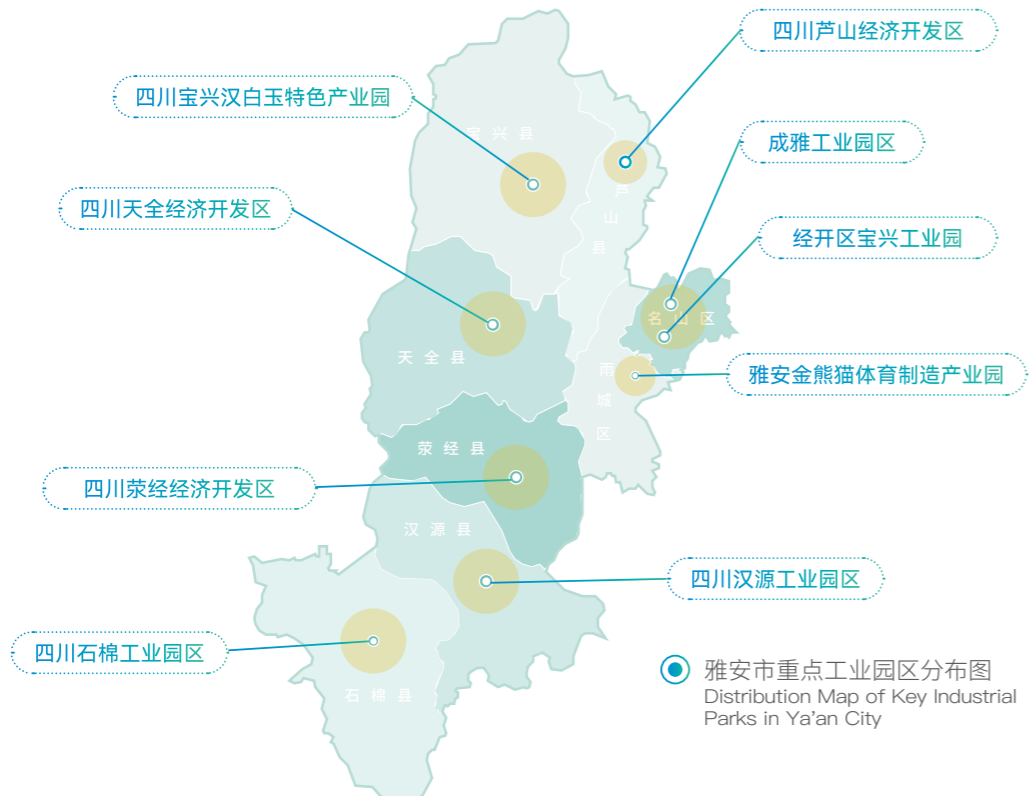 四川芦山经济开发区
四川宝兴汉白玉特色产业园
宝兴县
成雅工业园区
芦山县
四川天全经济开发区
经开区宝兴工业园
名山区
天全县
雨城区
雅安金熊猫体育制造产业园
荥经县
四川荥经经济开发区
汉源县
四川汉源工业园区
四川石棉工业园区
石棉县
雅安市重点工业园区分布图
Distribution Map of Key Industrial
Parks in Ya’an City